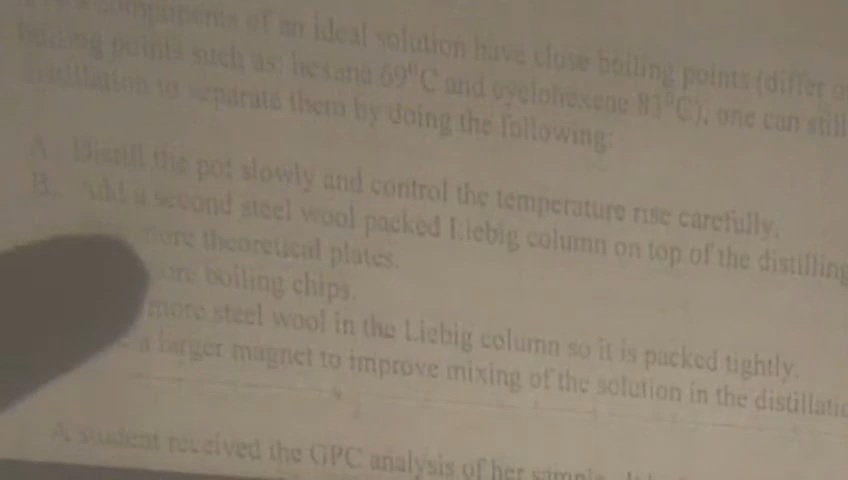 components of an ideal solution have close boiling points (differ
boiling points such as: hexane 69°C and cyclohexene 83°C), one can still
distillation to separate them by doing the following:
A. Distill the pot slowly and control the temperature rise carefully.
B. Add a second steel wool packed Liebig column on top of the distilling
more theoretical plates.
ore boiling chips.
more steel wool in the Liebig column so it is packed tightly.
a larger magnet to improve mixing of the solution in the distillatio
A student received the GPC analysis of her sample.